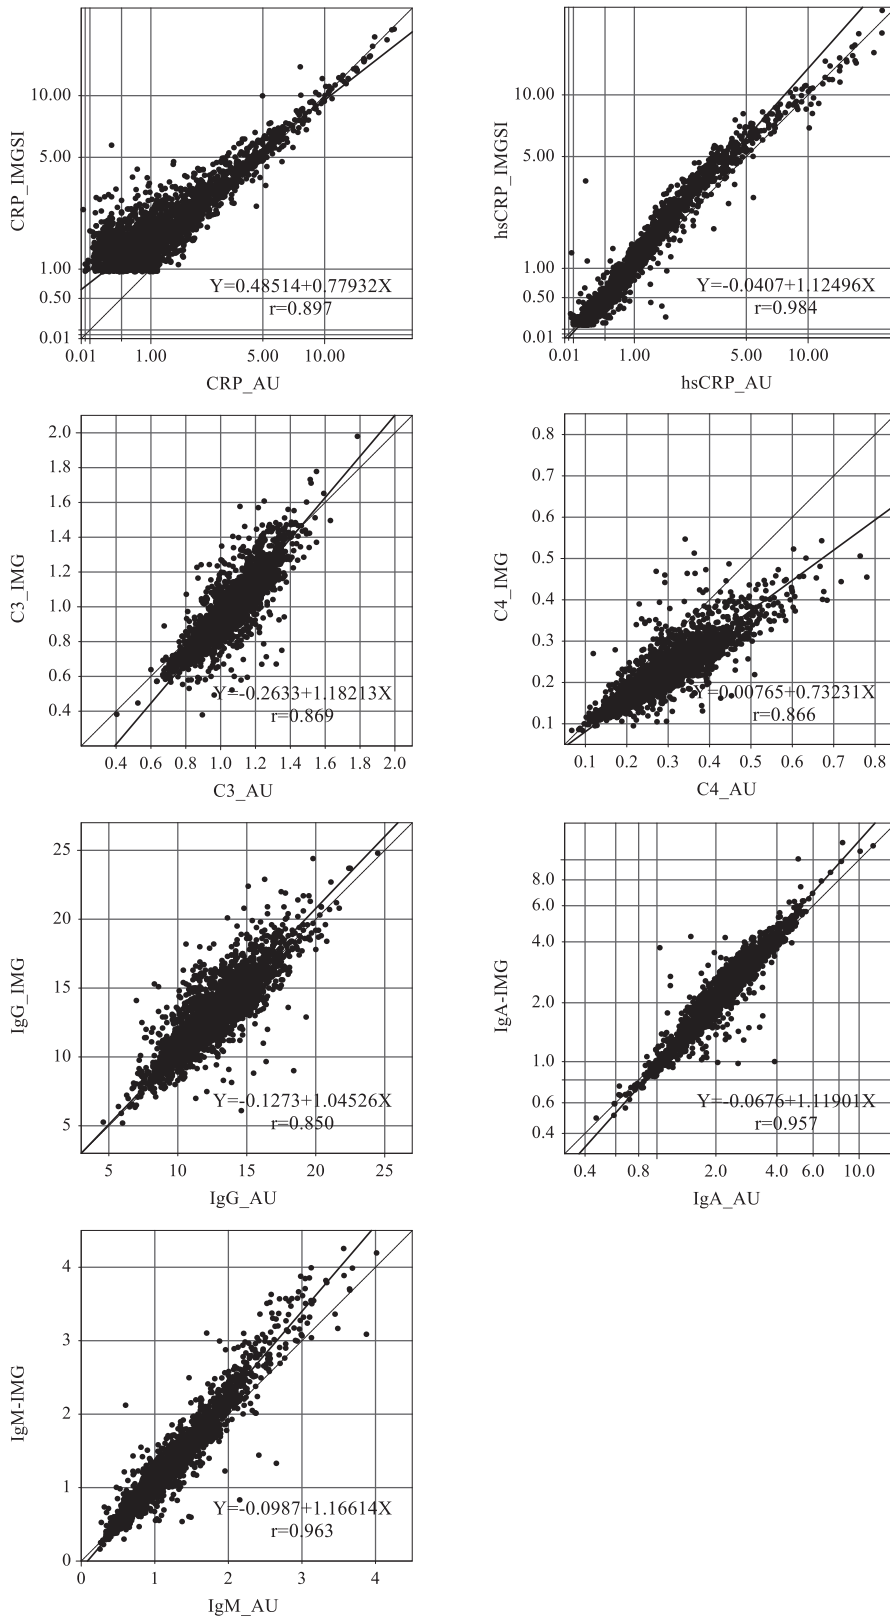 CRP_IMGSI
10.00
5.00
1.00
0.50
0.01
Y=0.48514+0.77932X
r=0.897
0.01 1.00 5.00 10.00
CRP_AU
hsCRP_IMGSI
10.00
5.00
1.00
0.50
0.01
Y=-0.0407+1.12496X
r=0.984
0.01 1.00 5.00 10.00
hsCRP_AU
C3_IMG
2.0
1.8
1.6
1.4
1.2
1.0
0.8
0.6
0.4
Y=-0.2633+1.18213X
r=0.869
0.4 0.6 0.8 1.0 1.2 1.4 1.6 1.8 2.0
C3_AU
C4_IMG
0.8
0.7
0.6
0.5
0.4
0.3
0.2
0.1
Y=0.00765+0.73231X
r=0.866
0.1 0.2 0.3 0.4 0.5 0.6 0.7 0.8
C4_AU
IgG_IMG
25
20
15
10
5
Y=-0.1273+1.04526X
r=0.850
5 10 15 20 25
IgG_AU
IgA-IMG
8.0
6.0
4.0
2.0
1.0
0.6
0.4
Y=-0.0676+1.11901X
r=0.957
0.4 0.8 2.0 4.0 6.0 10.0
IgA_AU
IgM-IMG
4
3
2
1
0
Y=-0.0987+1.16614X
r=0.963
0 1 2 3 4
IgM_AU